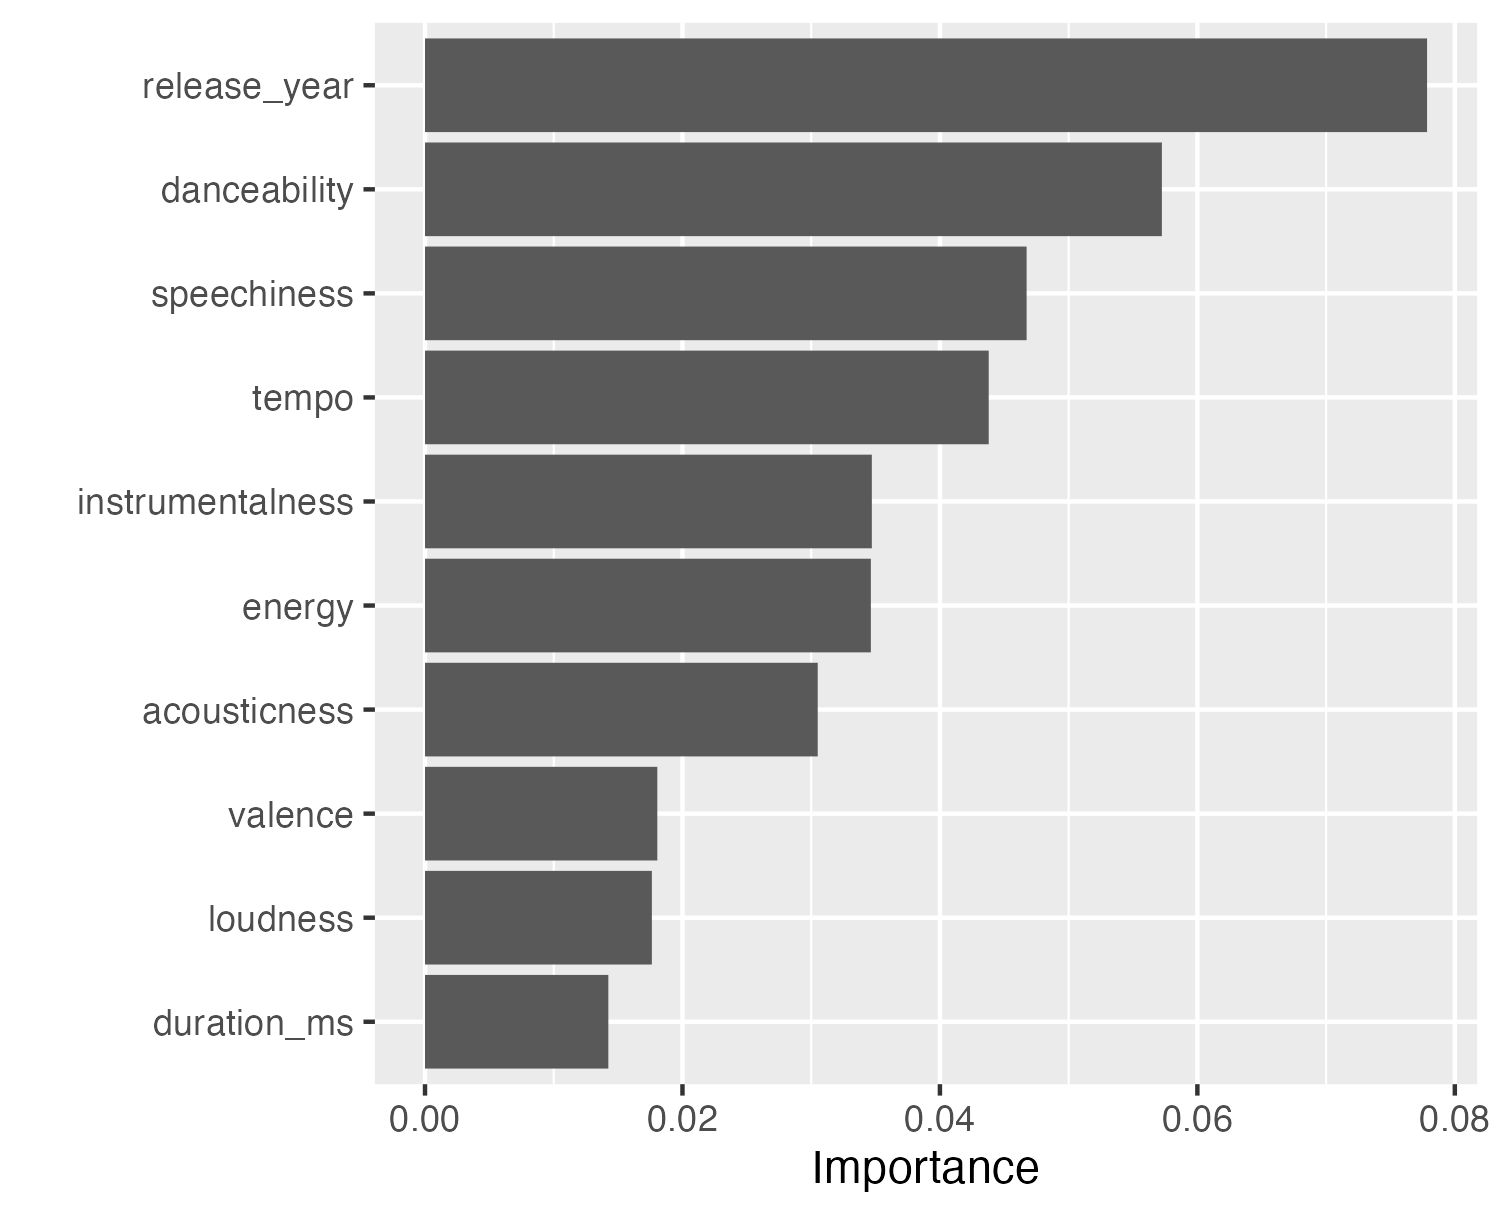 release_year
danceability
speechiness
tempo
instrumentalness
energy
acousticness
valence
loudness
duration_ms
0.00 0.02 0.04 0.06 0.08
Importance